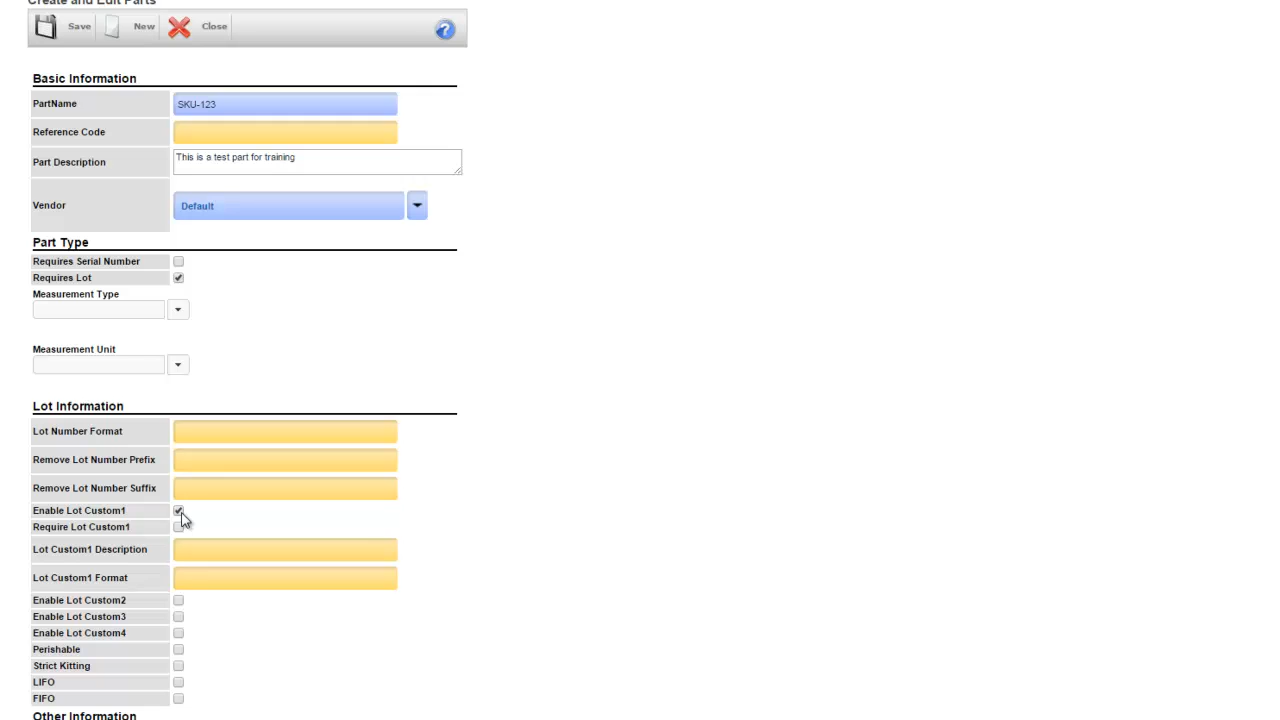 Create and Edit Parts
Save New Close
Basic Information
PartName SKU-123
Reference Code
Part Description This is a test part for training
Vendor Default
Part Type
Requires Serial Number
Requires Lot
Measurement Type
Measurement Unit
Lot Information
Lot Number Format
Remove Lot Number Prefix
Remove Lot Number Suffix
Enable Lot Custom1
Require Lot Custom1
Lot Custom1 Description
Lot Custom1 Format
Enable Lot Custom2
Enable Lot Custom3
Enable Lot Custom4
Perishable
Strict Kitting
LIFO
FIFO
Other Information